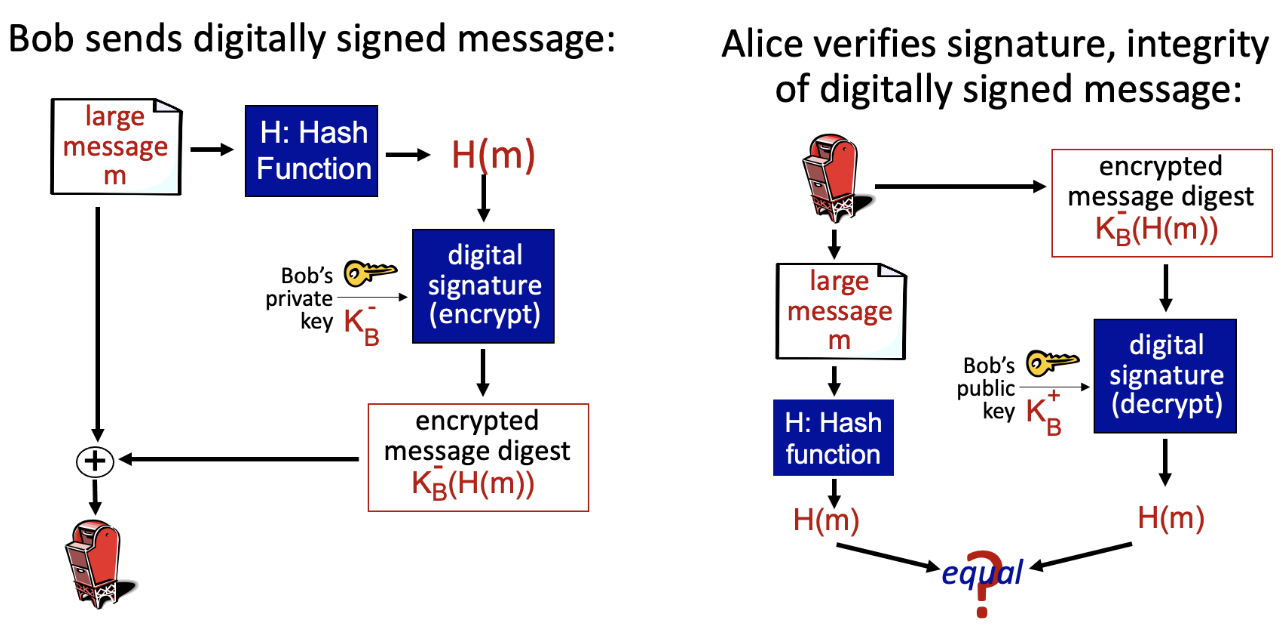 Bob sends digitally signed message:
large
message
m
H: Hash
Function
H(m)
Bob's
private
key
K_B^-
digital
signature
(encrypt)
encrypted
message digest
K_B^-(H(m))
+
Alice verifies signature, integrity
of digitally signed message:
encrypted
message digest
K_B^-(H(m))
large
message
m
Bob's
public
key
K_B^+
digital
signature
(decrypt)
H: Hash
function
H(m)
H(m)
equal
?